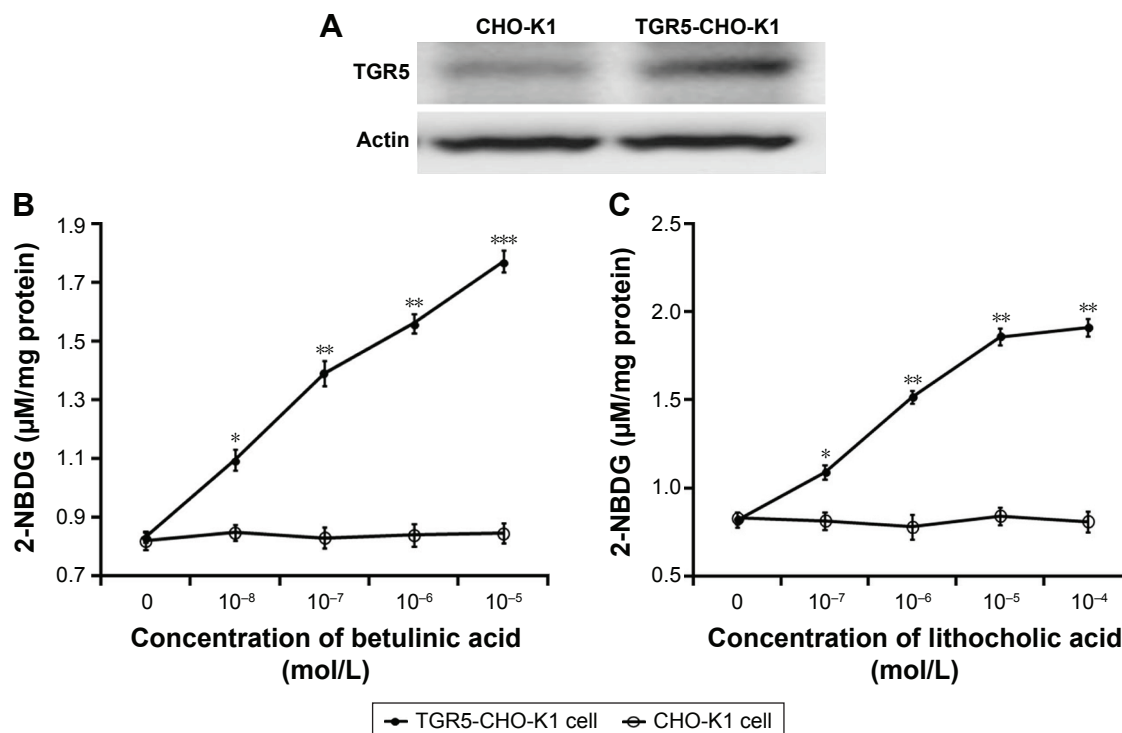 A
CHO-K1 TGR5-CHO-K1
TGR5
Actin
B
2-NBDG (µM/mg protein)
1.9
1.7
1.5
1.3
1.1
0.9
0.7
*
**
**
***
0 10⁻⁸ 10⁻⁷ 10⁻⁶ 10⁻⁵
Concentration of betulinic acid
(mol/L)
C
2-NBDG (µM/mg protein)
2.5
2.0
1.5
1.0
0.5
*
**
**
**
0 10⁻⁷ 10⁻⁶ 10⁻⁵ 10⁻⁴
Concentration of lithocholic acid
(mol/L)
TGR5-CHO-K1 cell CHO-K1 cell